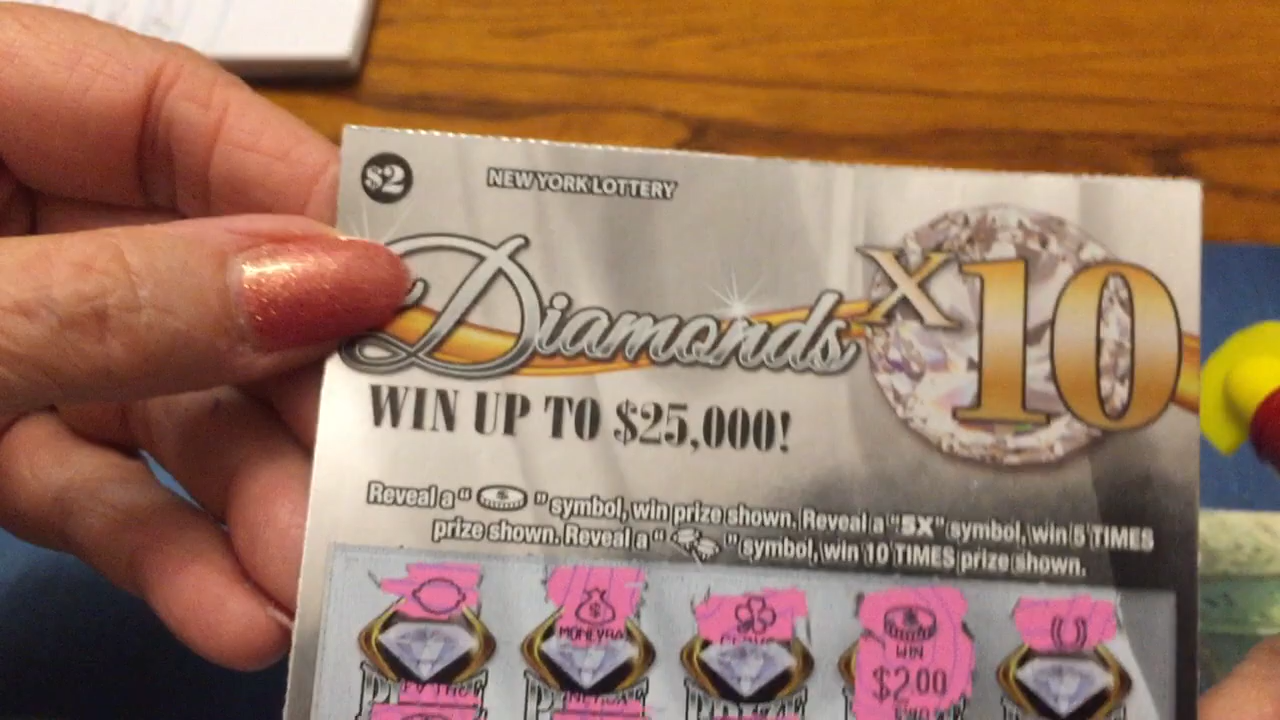 $2
NEW YORK LOTTERY
Diamonds X10
WIN UP TO $25,000!
Reveal a " " symbol, win prize shown. Reveal a "5X" symbol, win 5 TIMES
prize shown. Reveal a " " symbol, win 10 TIMES prize shown.
WIN
$2.00